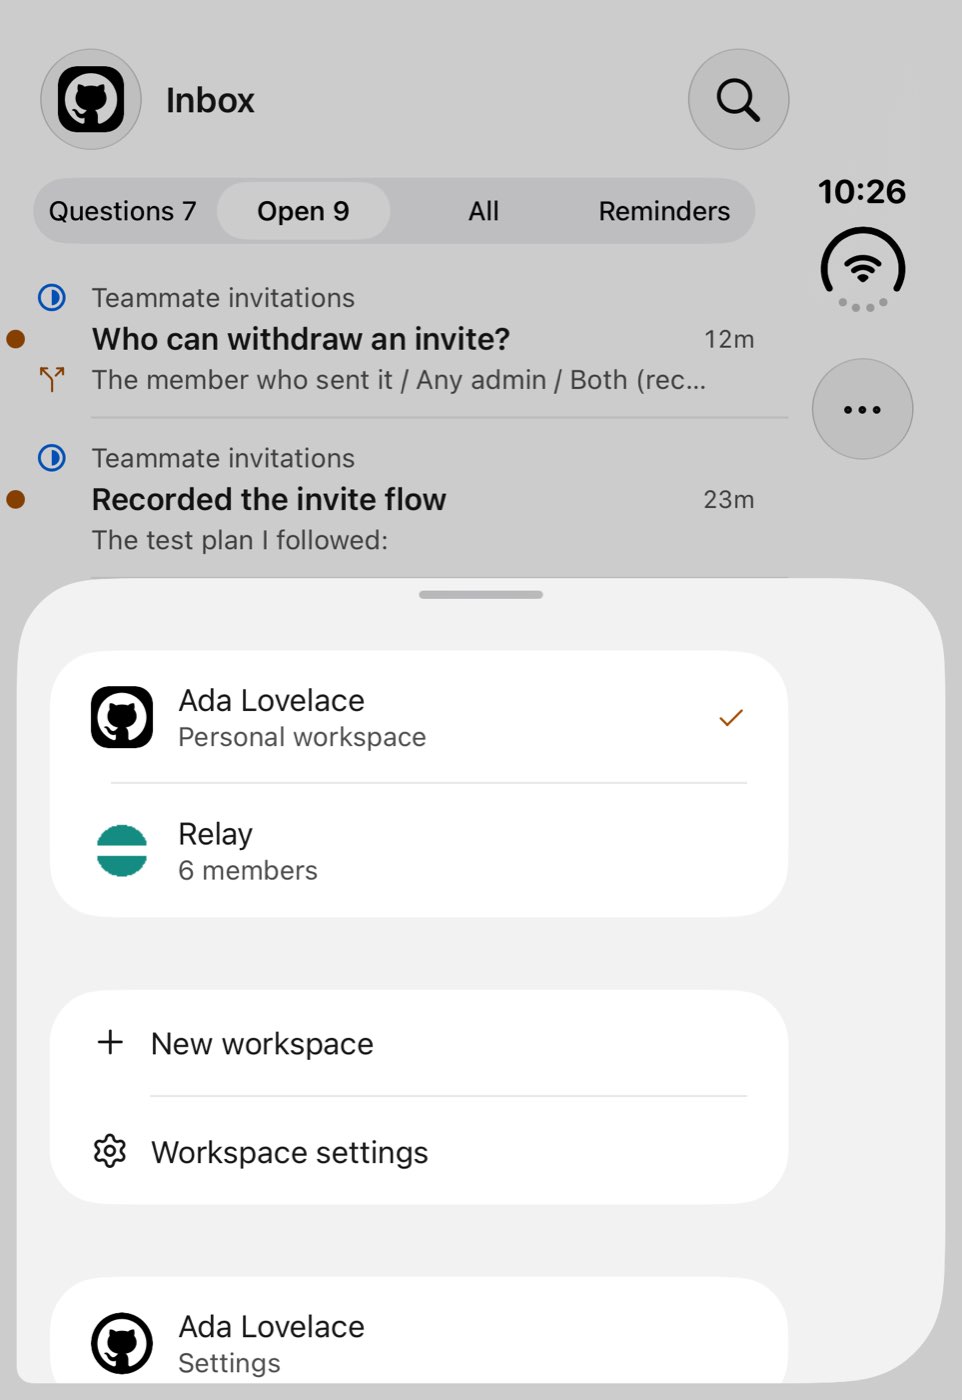 Inbox
Questions 7
Open 9
All
Reminders
10:26
Teammate invitations
Who can withdraw an invite?
12m
The member who sent it / Any admin / Both (rec...
Teammate invitations
Recorded the invite flow
23m
The test plan I followed:
Ada Lovelace
Personal workspace
Relay
6 members
New workspace
Workspace settings
Ada Lovelace
Settings